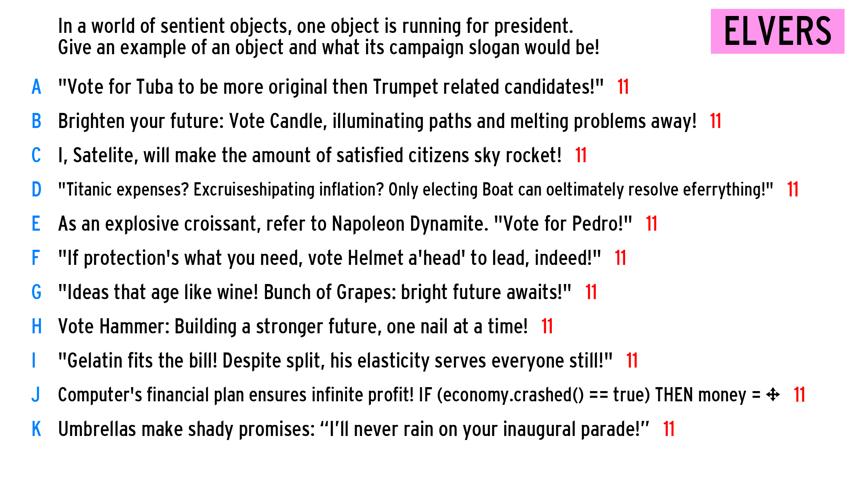 In a world of sentient objects, one object is running for president.
Give an example of an object and what its campaign slogan would be!
ELVERS
A "Vote for Tuba to be more original then Trumpet related candidates!" 11
B Brighten your future: Vote Candle, illuminating paths and melting problems away! 11
C I, Satelite, will make the amount of satisfied citizens sky rocket! 11
D "Titanic expenses? Excruiseshipating inflation? Only electing Boat can oeltimately resolve eferrything!" 11
E As an explosive croissant, refer to Napoleon Dynamite. "Vote for Pedro!" 11
F "If protection's what you need, vote Helmet a'head' to lead, indeed!" 11
G "Ideas that age like wine! Bunch of Grapes: bright future awaits!" 11
H Vote Hammer: Building a stronger future, one nail at a time! 11
I "Gelatin fits the bill! Despite split, his elasticity serves everyone still!" 11
J Computer's financial plan ensures infinite profit! IF (economy.crashed() == true) THEN money = ✥ 11
K Umbrellas make shady promises: “I’ll never rain on your inaugural parade!” 11